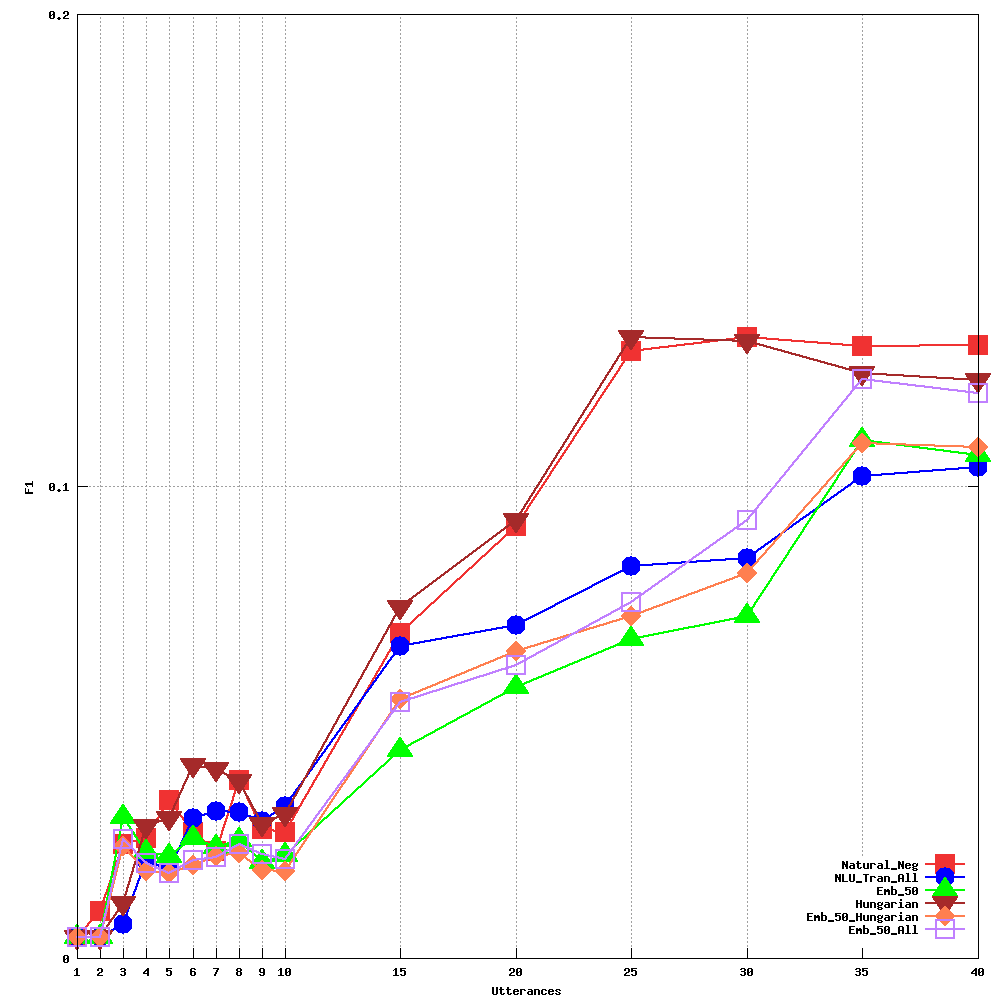 0.2
0.1
0
F1
1 2 3 4 5 6 7 8 9 10 15 20 25 30 35 40
Utterances
Natural_Neg
NLU_Tran_All
Emb_50
Hungarian
Emb_50_Hungarian
Emb_50_All